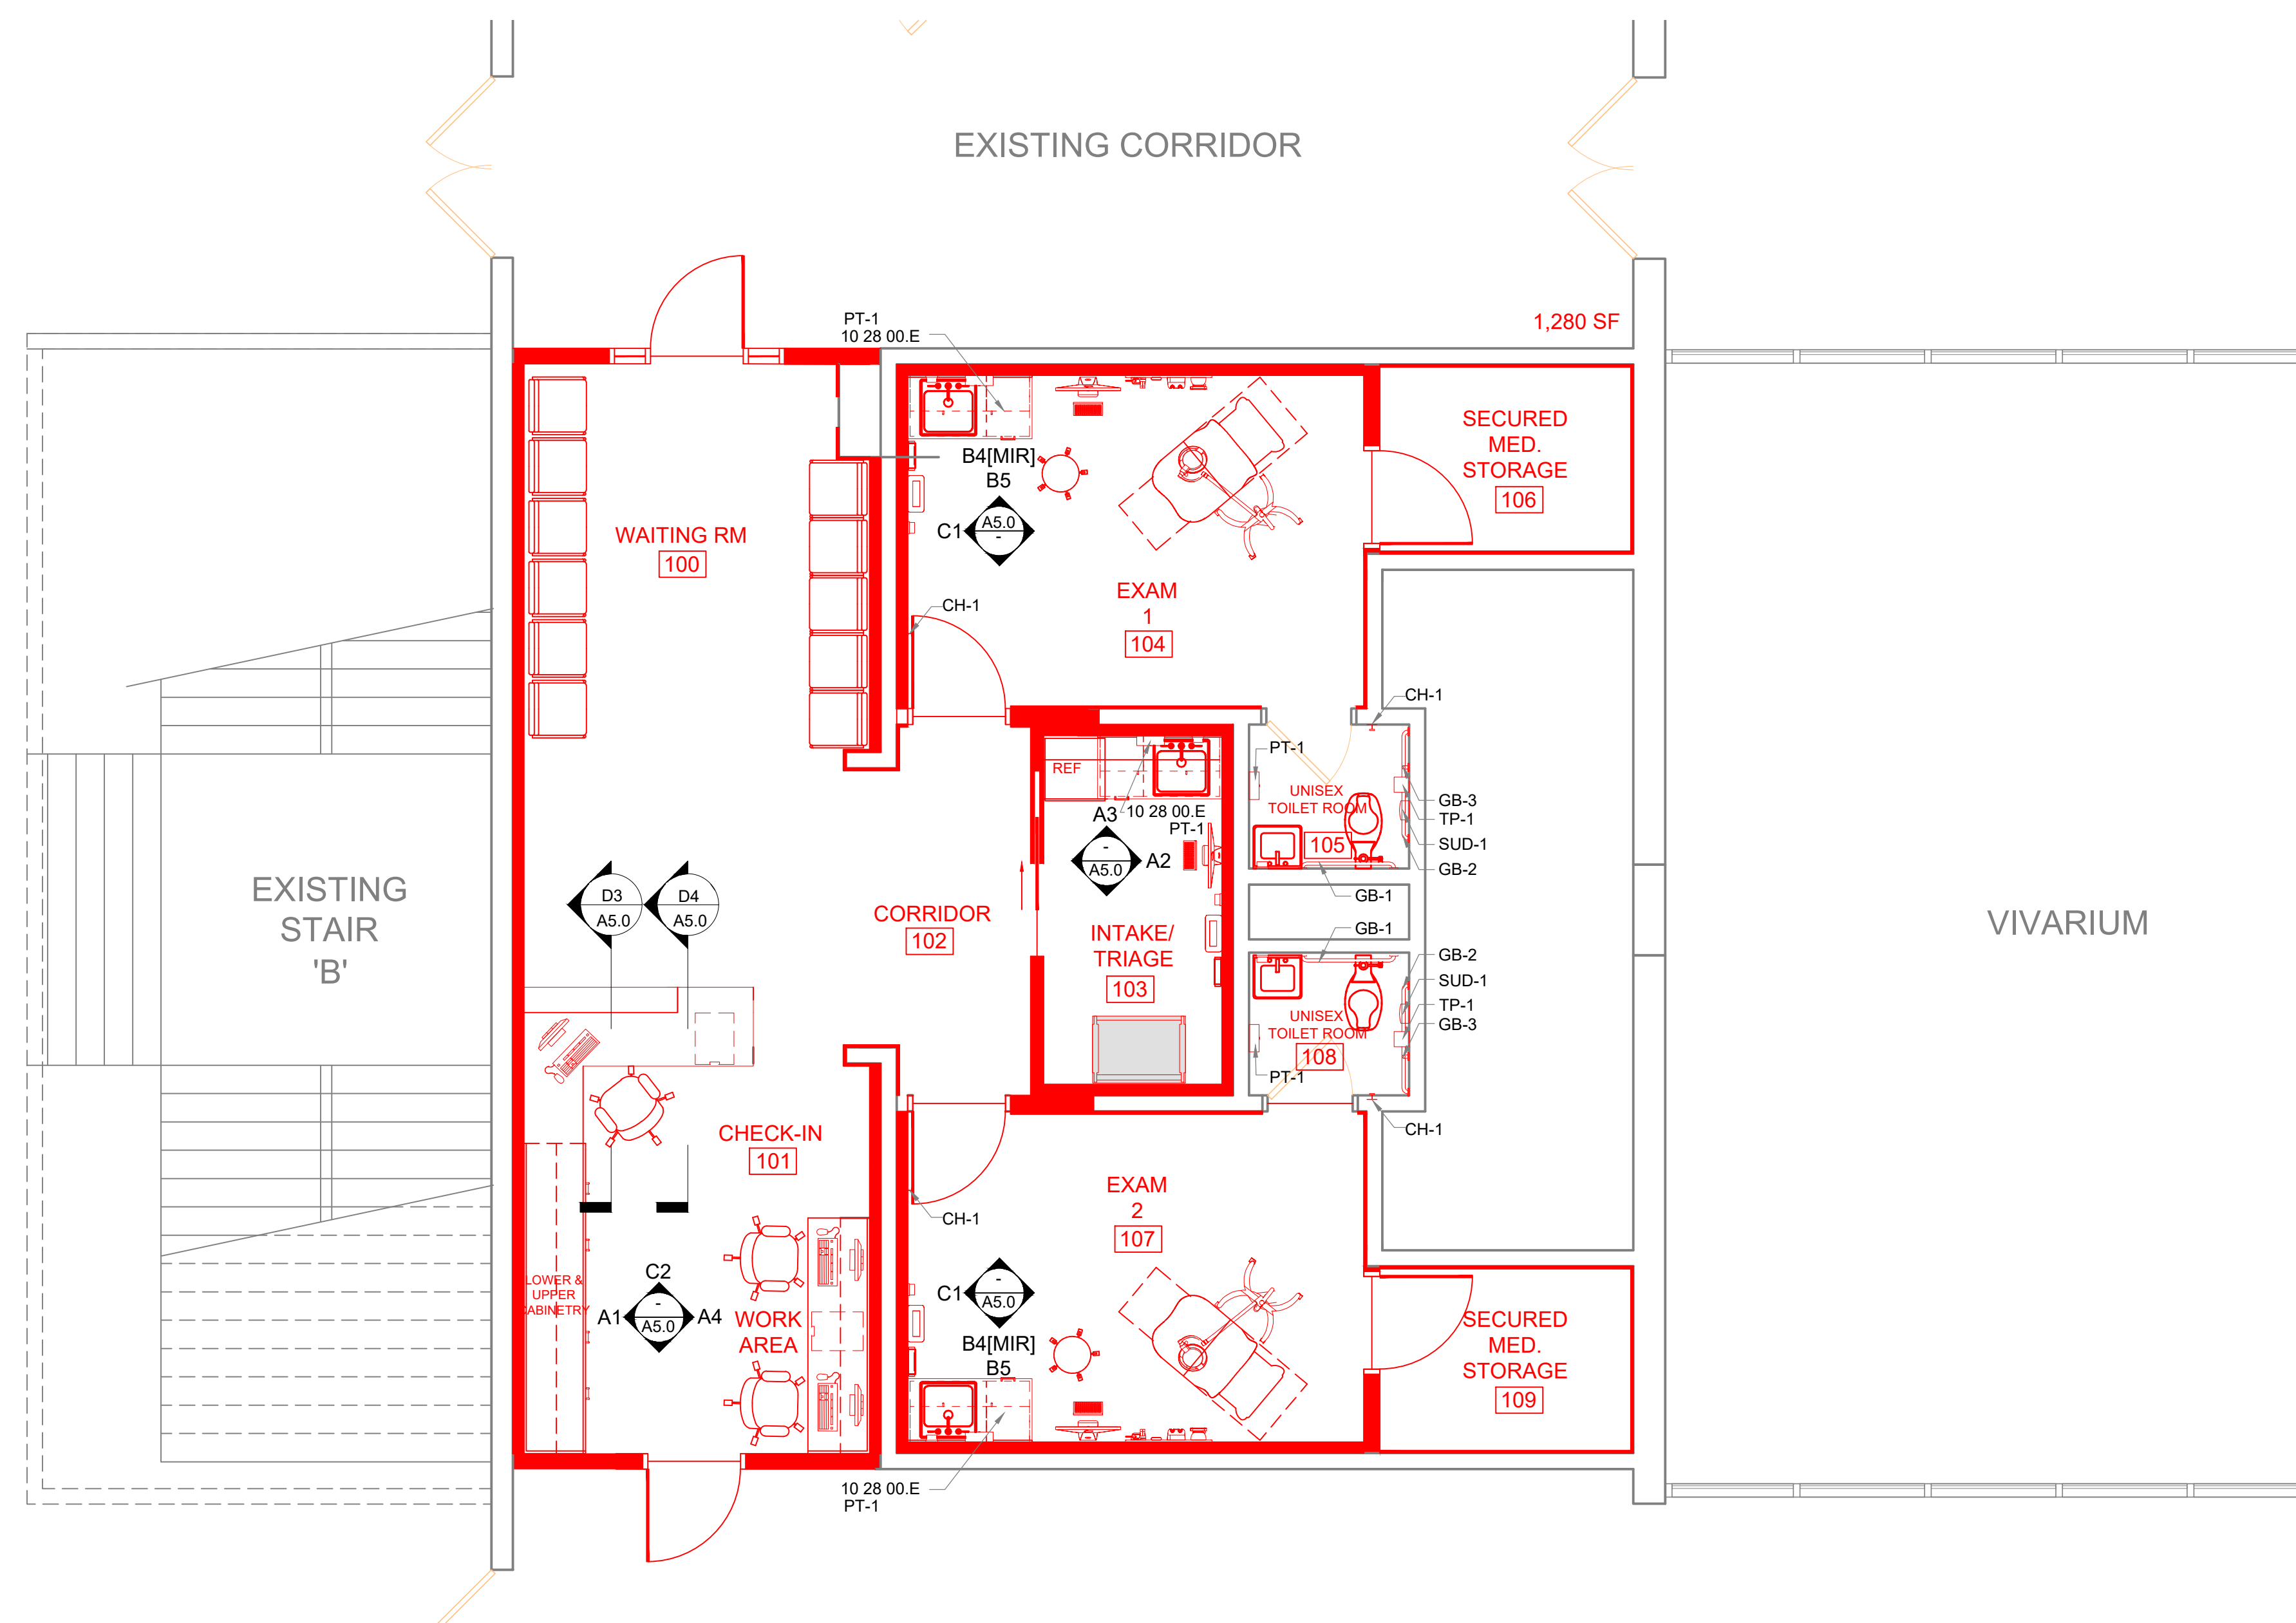 EXISTING CORRIDOR
1,280 SF
PT-1
10 28 00.E
SECURED
MED.
STORAGE
106
B4[MIR]
B5
C1
A5.0
-
WAITING RM
100
EXAM
1
104
CH-1
CH-1
PT-1
REF
UNISEX
TOILET ROOM
105
GB-3
TP-1
SUD-1
GB-2
10 28 00.E
PT-1
A3
-
A5.0
A2
GB-1
D3
A5.0
D4
A5.0
EXISTING
STAIR
'B'
CORRIDOR
102
INTAKE/
TRIAGE
103
VIVARIUM
GB-1
GB-2
SUD-1
TP-1
GB-3
UNISEX
TOILET ROOM
108
PT-1
CH-1
CHECK-IN
101
CH-1
EXAM
2
107
LOWER &
UPPER
CABINETRY
C2
A1
-
A5.0
A4
WORK
AREA
C1
-
A5.0
B4[MIR]
B5
SECURED
MED.
STORAGE
109
10 28 00.E
PT-1